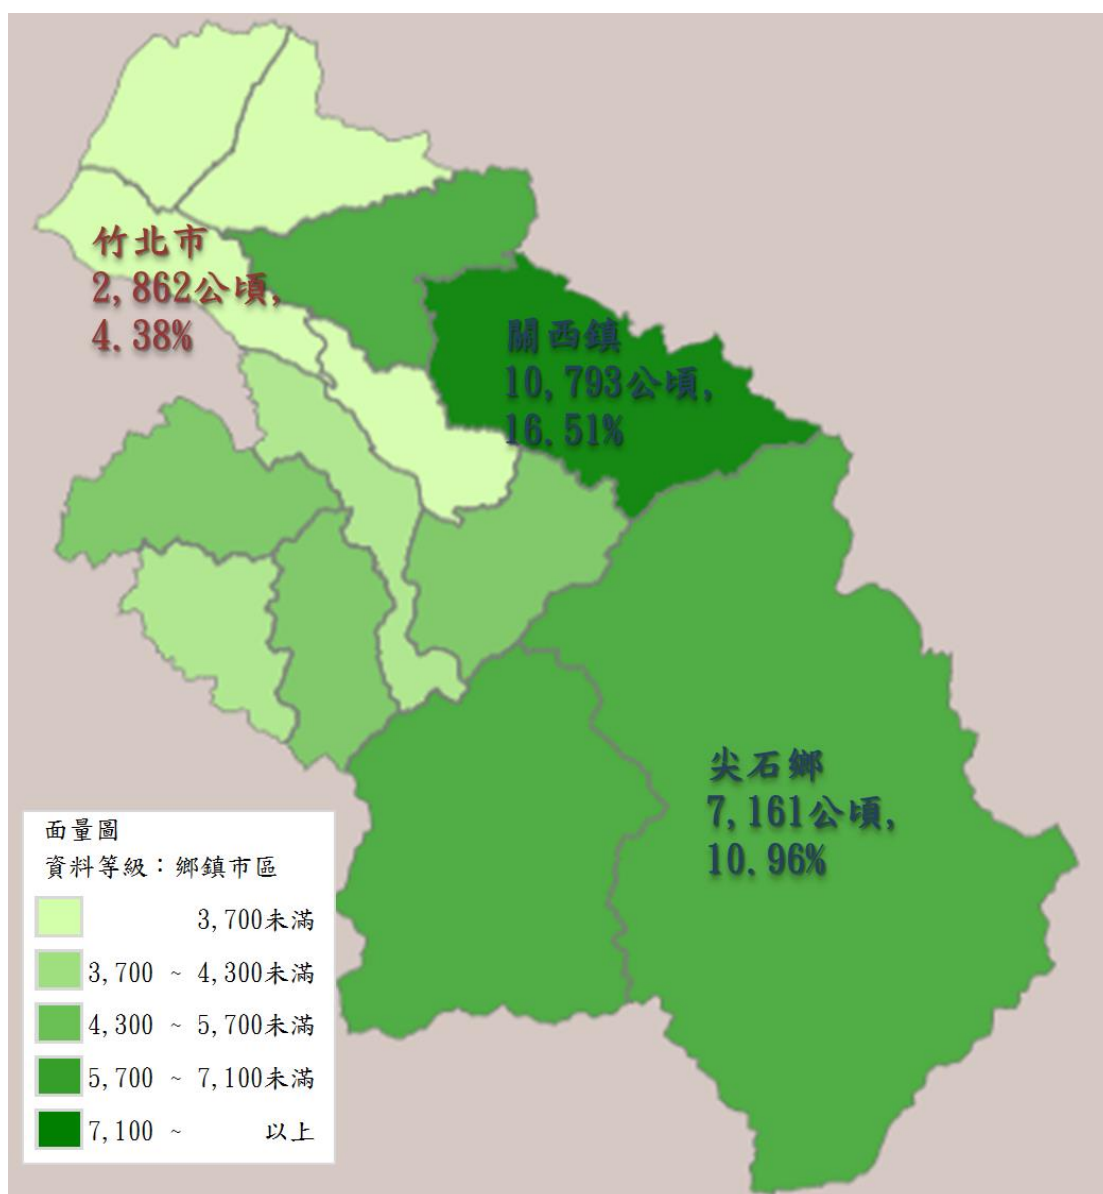 竹北市
2,862公頃,
4.38%
關西鎮
10,793公頃,
16.51%
尖石鄉
7,161公頃,
10.96%
面量圖
資料等級：鄉鎮市區
3,700未滿
3,700 ~ 4,300未滿
4,300 ~ 5,700未滿
5,700 ~ 7,100未滿
7,100 ~ 以上